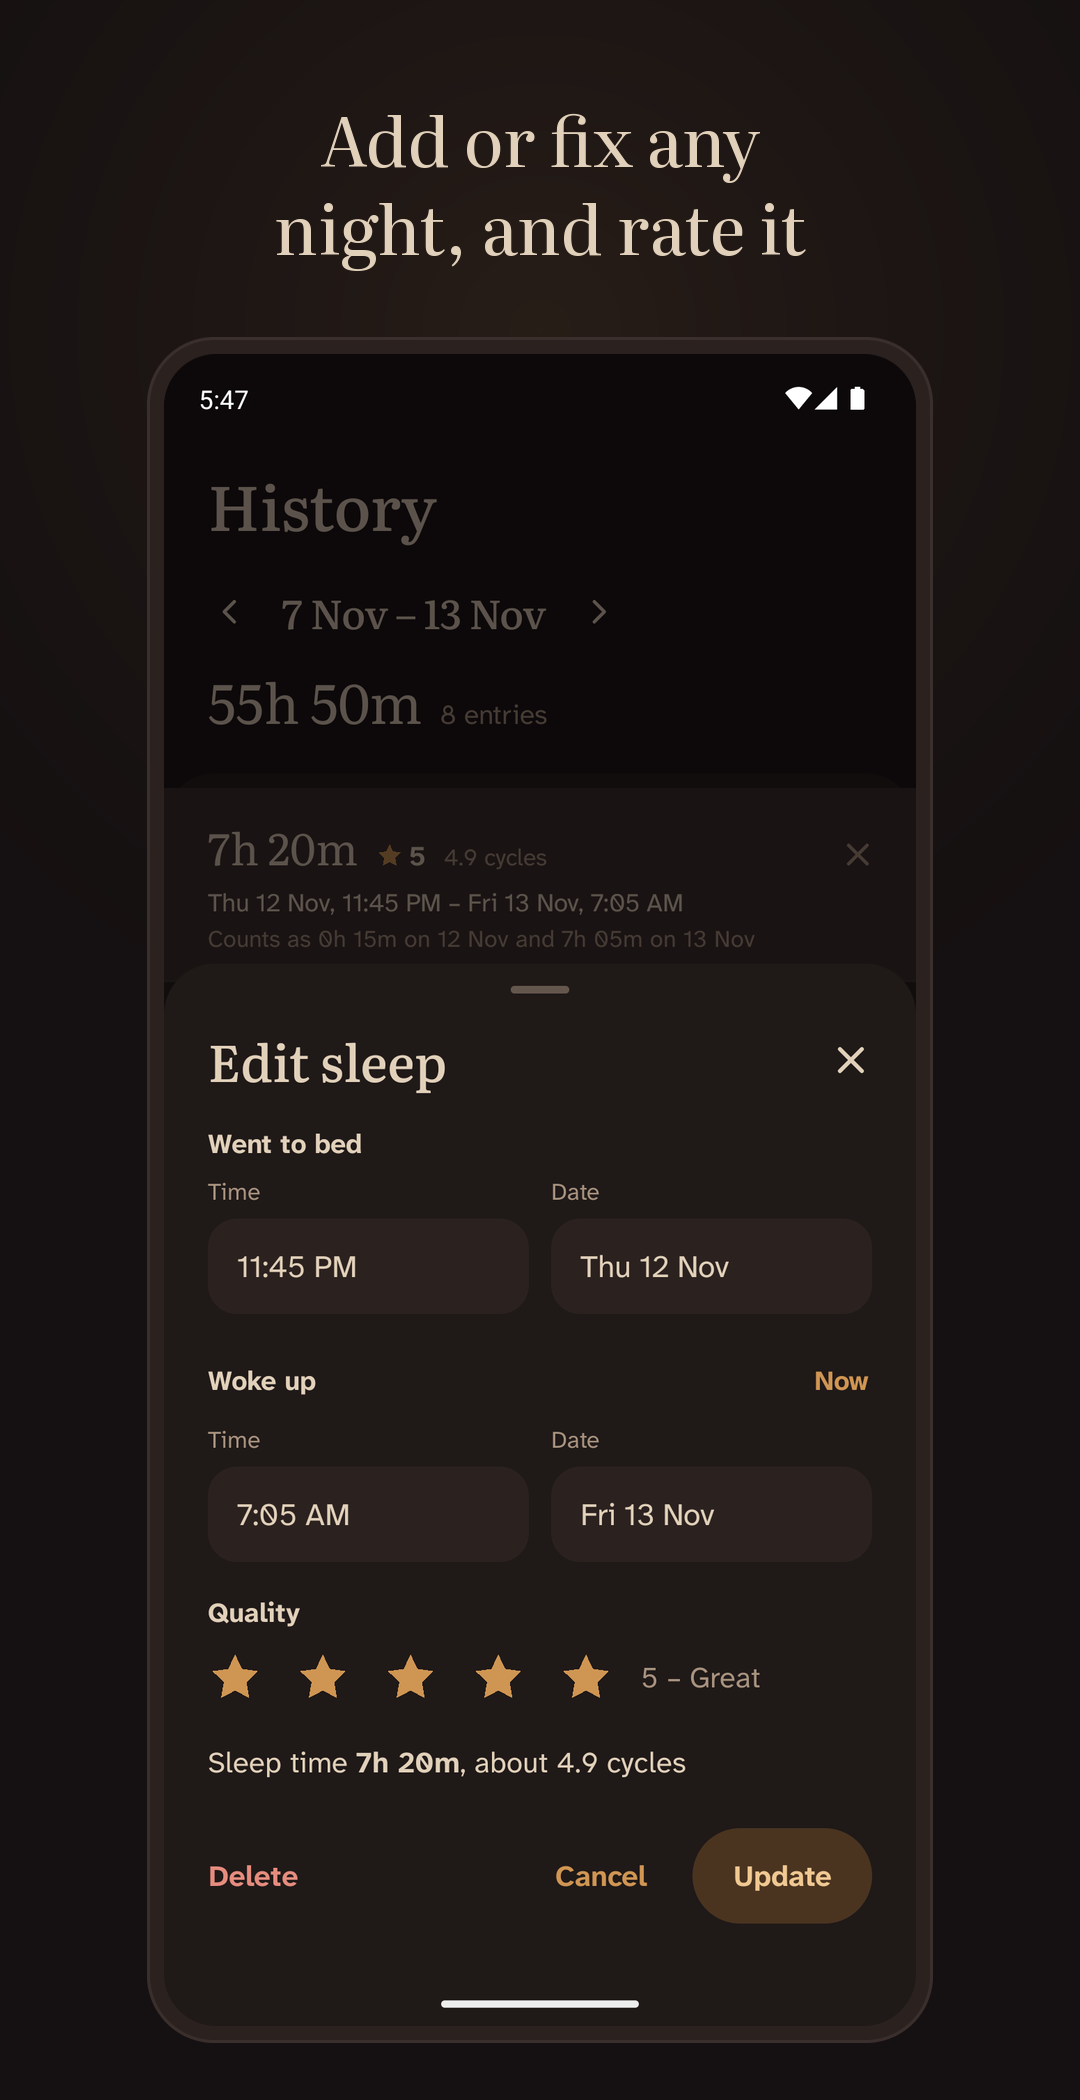 Add or fix any
night, and rate it
5:47
History
7 Nov – 13 Nov
55h 50m 8 entries
7h 20m 5 4.9 cycles
Thu 12 Nov, 11:45 PM – Fri 13 Nov, 7:05 AM
Counts as 0h 15m on 12 Nov and 7h 05m on 13 Nov
Edit sleep
Went to bed
Time Date
11:45 PM Thu 12 Nov
Woke up Now
Time Date
7:05 AM Fri 13 Nov
Quality
5 – Great
Sleep time 7h 20m, about 4.9 cycles
Delete Cancel Update